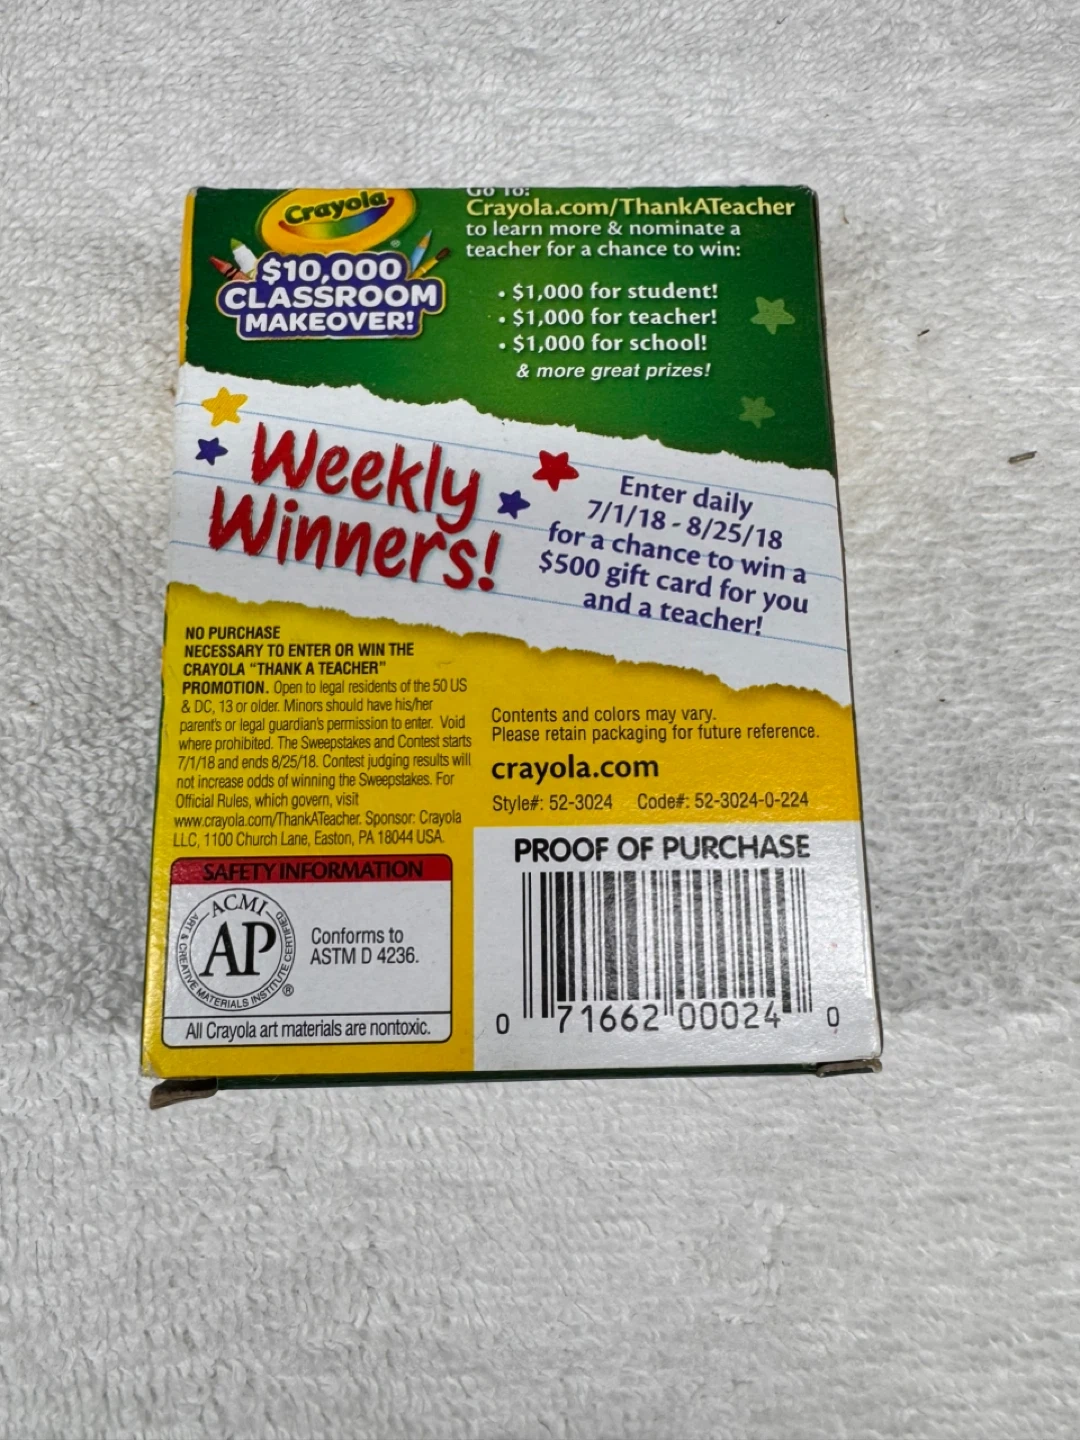 Crayola
®
$10,000
CLASSROOM
MAKEOVER!
Go To:
Crayola.com/ThankATeacher
to learn more & nominate a
teacher for a chance to win:
• $1,000 for student!
• $1,000 for teacher!
• $1,000 for school!
& more great prizes!
Weekly
Winners!
Enter daily
7/1/18 - 8/25/18
for a chance to win a
$500 gift card for you
and a teacher!
NO PURCHASE
NECESSARY TO ENTER OR WIN THE
CRAYOLA “THANK A TEACHER”
PROMOTION. Open to legal residents of the 50 US
& DC, 13 or older. Minors should have his/her
parent's or legal guardian's permission to enter. Void
where prohibited. The Sweepstakes and Contest starts
7/1/18 and ends 8/25/18. Contest judging results will
not increase odds of winning the Sweepstakes. For
Official Rules, which govern, visit
www.crayola.com/ThankATeacher. Sponsor: Crayola
LLC, 1100 Church Lane, Easton, PA 18044 USA.
Contents and colors may vary.
Please retain packaging for future reference.
crayola.com
Style#: 52-3024 Code#: 52-3024-0-224
SAFETY INFORMATION
ACMI
AP
ART & CREATIVE MATERIALS INSTITUTE CERTIFIED
®
Conforms to
ASTM D 4236.
All Crayola art materials are nontoxic.
PROOF OF PURCHASE
0 71662 00024 0